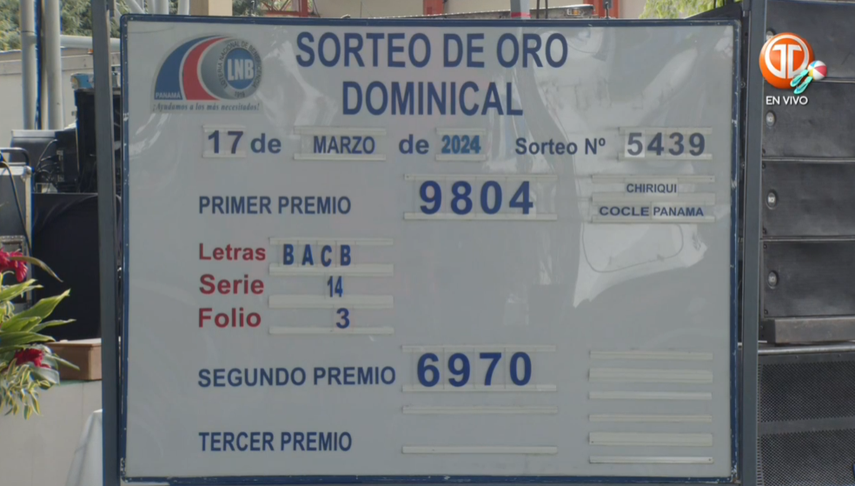 SORTEO DE ORO
DOMINICAL
LNB
PANAMA
¡Ayudamos a los más necesitados!
EN VIVO
17 de MARZO de 2024 Sorteo Nº 5439
PRIMER PREMIO 9804 CHIRIQUI
COCLE PANAMA
Letras BACB
Serie 14
Folio 3
SEGUNDO PREMIO 6970
TERCER PREMIO